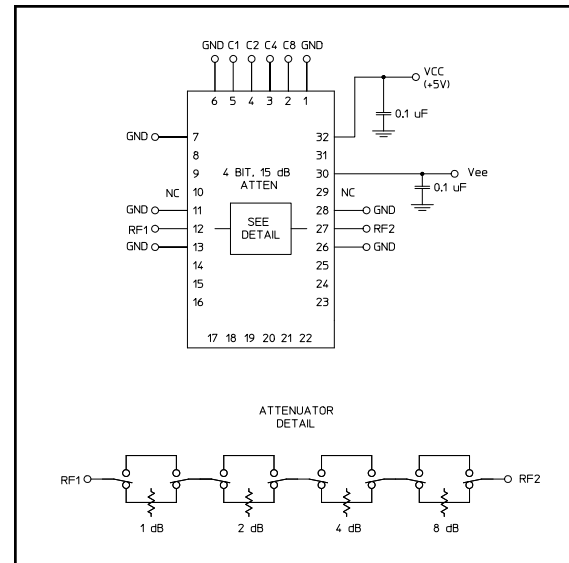 GND C1 C2 C4 C8 GND
6 5 4 3 2 1
VCC
(+5V)
0.1 uF
GND 7
32
8
31
9
30
Vee
4 BIT, 15 dB
ATTEN
NC 10
29 NC
0.1 uF
GND 11
28 GND
SEE
DETAIL
RF1 12
27 RF2
GND 13
26 GND
14
25
15
24
16
23
17 18 19 20 21 22
ATTENUATOR
DETAIL
RF1
RF2
1 dB 2 dB 4 dB 8 dB